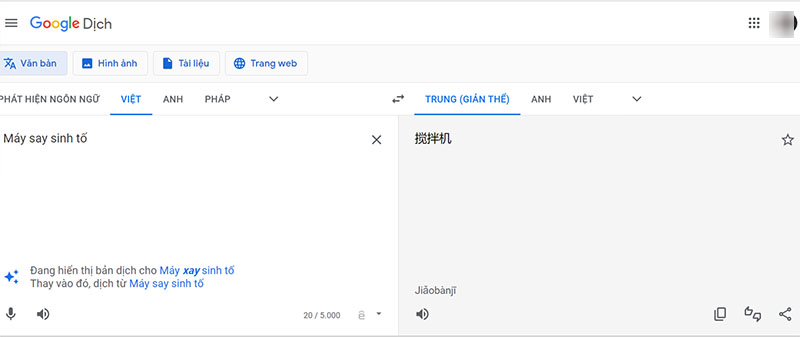 Google Dịch
Văn bản Hình ảnh Tài liệu Trang web
PHÁT HIỆN NGÔN NGỮ VIỆT ANH PHÁP TRUNG (GIẢN THỂ) ANH VIỆT
Máy say sinh tố
搅拌机
Đang hiển thị bản dịch cho Máy xay sinh tố
Thay vào đó, dịch từ Máy say sinh tố
Jiǎobànjī
20 / 5.000